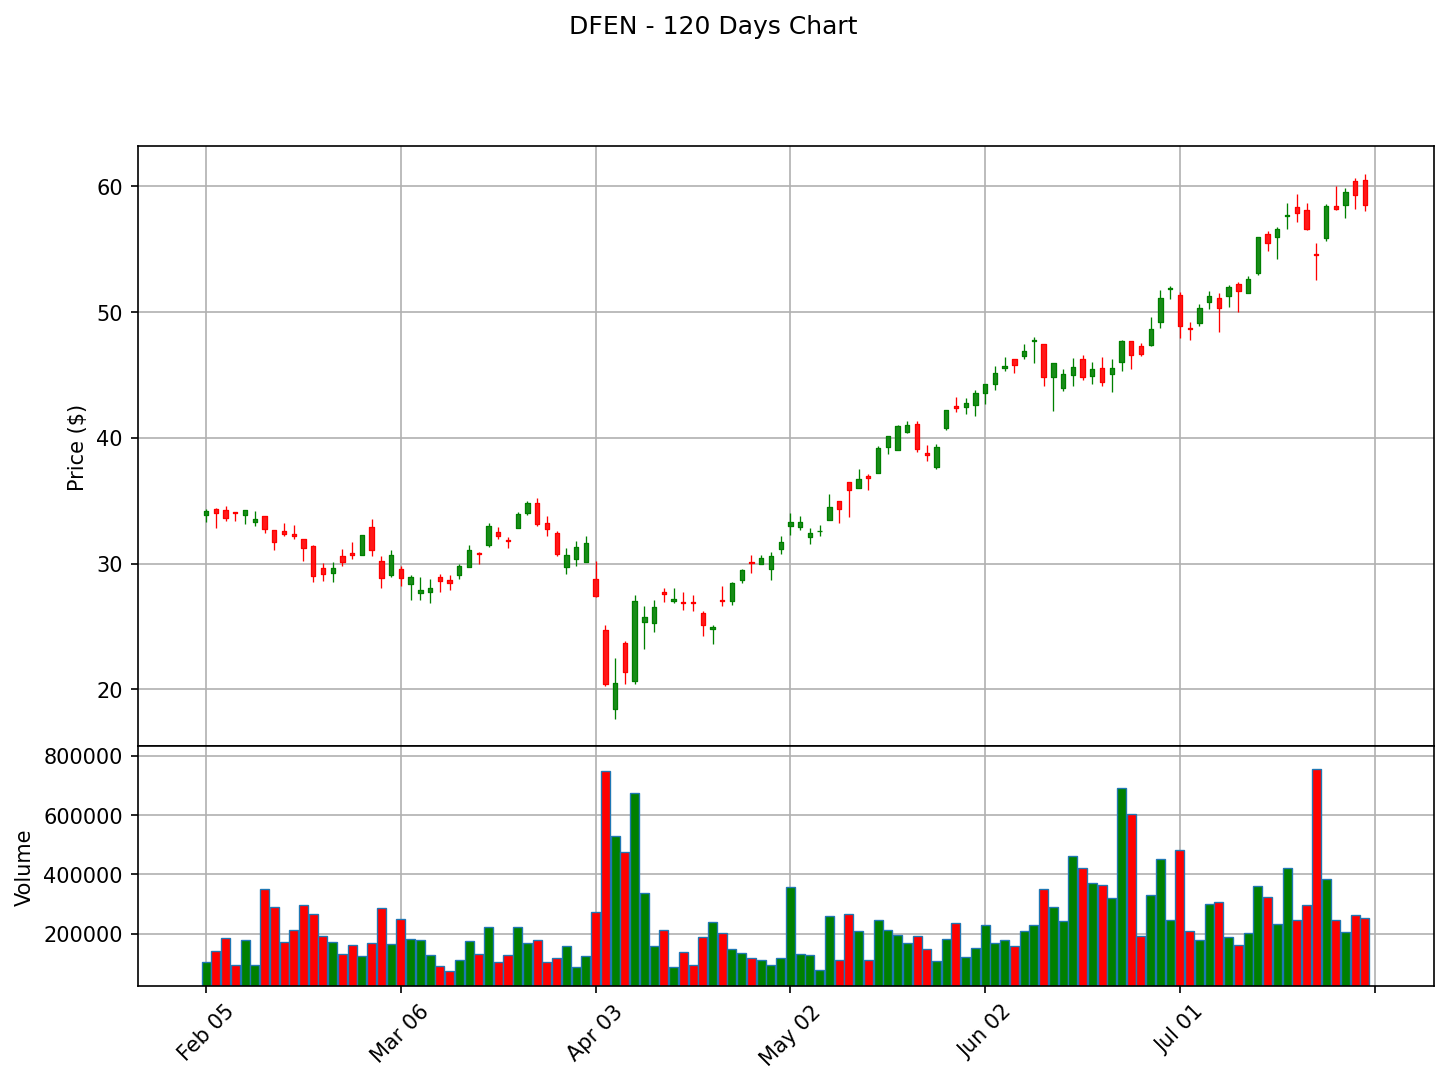 DFEN - 120 Days Chart
60
50
40
30
20
Price ($)
800000
600000
400000
200000
Volume
Feb 05
Mar 06
Apr 03
May 02
Jun 02
Jul 01